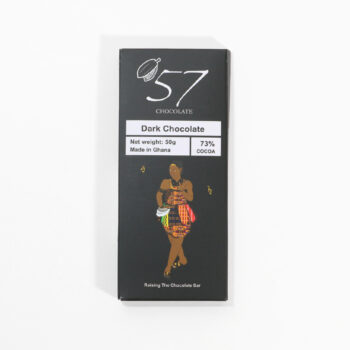 '57
CHOCOLATE
Dark Chocolate
Net weight: 50g
Made in Ghana
73%
COCOA
Raising The Chocolate Bar